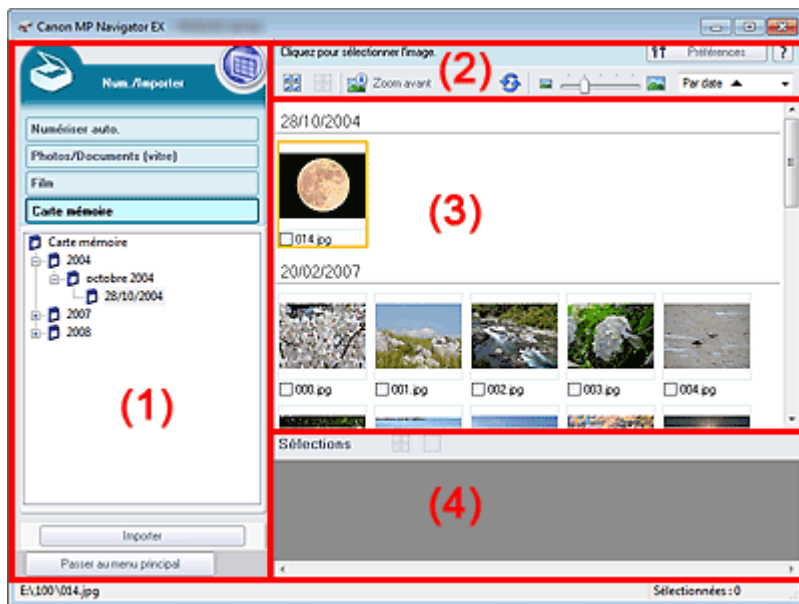 Canon MP Navigator EX
Num./Importer
Numériser auto.
Photos/Documents (vitre)
Film
Carte mémoire
Carte mémoire
2004
octobre 2004
28/10/2004
2007
2008
(1)
Importer
Passer au menu principal
Cliquez pour sélectionner l'image.
Préférences
?
(2)
Zoom avant
Par date
28/10/2004
014.jpg
(3)
20/02/2007
000.jpg
001.jpg
002.jpg
003.jpg
004.jpg
Sélections
(4)
E:\100\014.jpg
Sélectionnées : 0